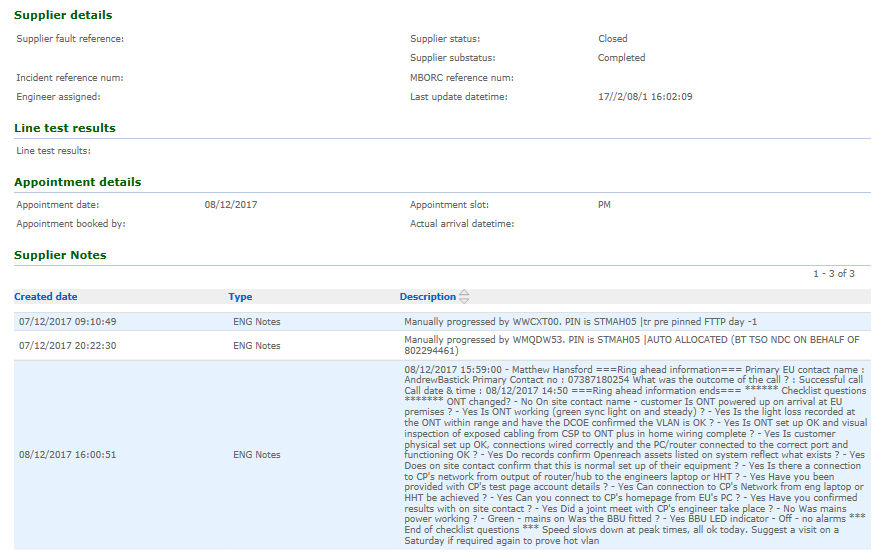 Supplier details
Supplier fault reference: Supplier status: Closed
Supplier substatus: Completed
Incident reference num: MBORC reference num:
Engineer assigned: Last update datetime: 17//2/08/1 16:02:09
Line test results
Line test results:
Appointment details
Appointment date: 08/12/2017 Appointment slot: PM
Appointment booked by: Actual arrival datetime:
Supplier Notes
1 - 3 of 3
Created date Type Description
07/12/2017 09:10:49 ENG Notes Manually progressed by WWCXT00. PIN is STMAH05 |tr pre pinned FTTP day -1
07/12/2017 20:22:30 ENG Notes Manually progressed by WMQDW53. PIN is STMAH05 |AUTO ALLOCATED (BT TSO NDC ON BEHALF OF
802294461)
08/12/2017 15:59:00 - Matthew Hansford ===Ring ahead information=== Primary EU contact name :
AndrewBastick Primary Contact no : 07387180254 What was the outcome of the call ? : Successful call
Call date & time : 08/12/2017 14:50 ===Ring ahead information ends=== ****** Checklist questions
******* ONT changed? - No On site contact name - customer Is ONT powered up on arrival at EU
premises ? - Yes Is ONT working (green sync light on and steady) ? - Yes Is the light loss recorded at
the ONT within range and have the DCOE confirmed the VLAN is OK ? - Yes Is ONT set up OK and visual
inspection of exposed cabling from CSP to ONT plus in home wiring complete ? - Yes Is customer
physical set up OK, connections wired correctly and the PC/router connected to the correct port and
functioning OK ? - Yes Do records confirm Openreach assets listed on system reflect what exists ? - Yes
08/12/2017 16:00:51 ENG Notes Does on site contact confirm that this is normal set up of their equipment ? - Yes Is there a connection
to CP's network from output of router/hub to the engineers laptop or HHT ? - Yes Have you been
provided with CP's test page account details ? - Yes Can connection to CP's Network from eng laptop or
HHT be achieved ? - Yes Can you connect to CP's homepage from EU's PC ? - Yes Have you confirmed
results with on site contact ? - Yes Did a joint meet with CP's engineer take place ? - No Was mains
power working ? - Green - mains on Was the BBU fitted ? - Yes BBU LED indicator - Off - no alarms ***
End of checklist questions *** Speed slows down at peak times, all ok today. Suggest a visit on a
Saturday if required again to prove hot vlan